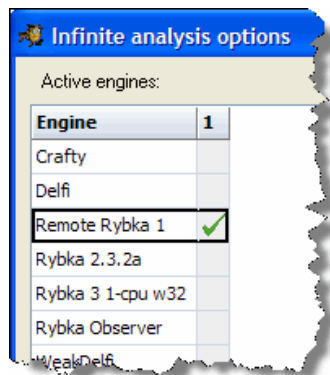 Infinite analysis options
Active engines:
Engine 1
Crafty
Delfi
Remote Rybka 1
Rybka 2.3.2a
Rybka 3 1-cpu w32
Rybka Observer
WeakDelfi